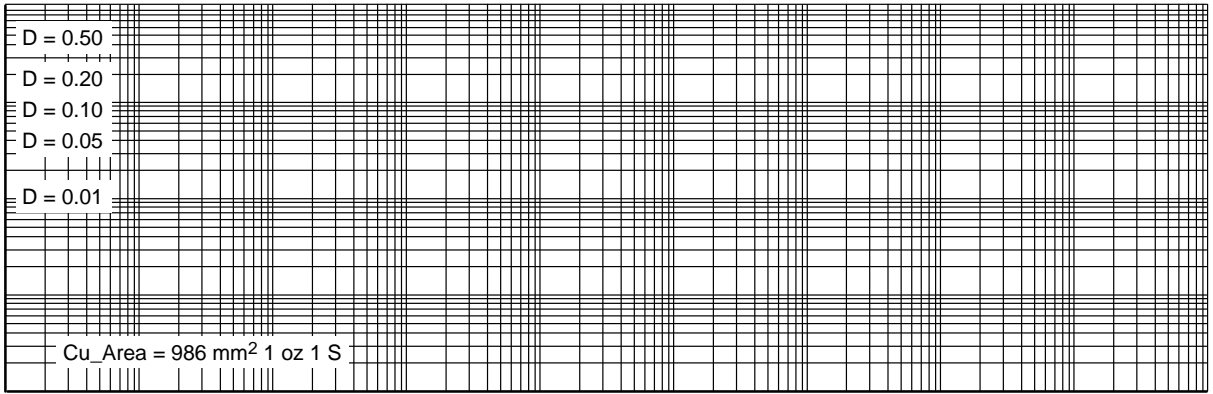 D = 0.50
D = 0.20
D = 0.10
D = 0.05
D = 0.01
Cu_Area = 986 mm² 1 oz 1 S